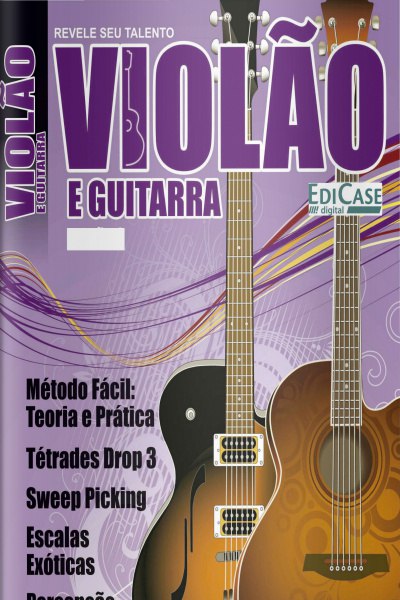 REVELE SEU TALENTO
VIOLÃO
E GUITARRA
VIOLÃO
E GUITARRA
EDICASE
digital
Método Fácil:
Teoria e Prática
Tétrades Drop 3
Sweep Picking
Escalas
Exóticas
Percepção